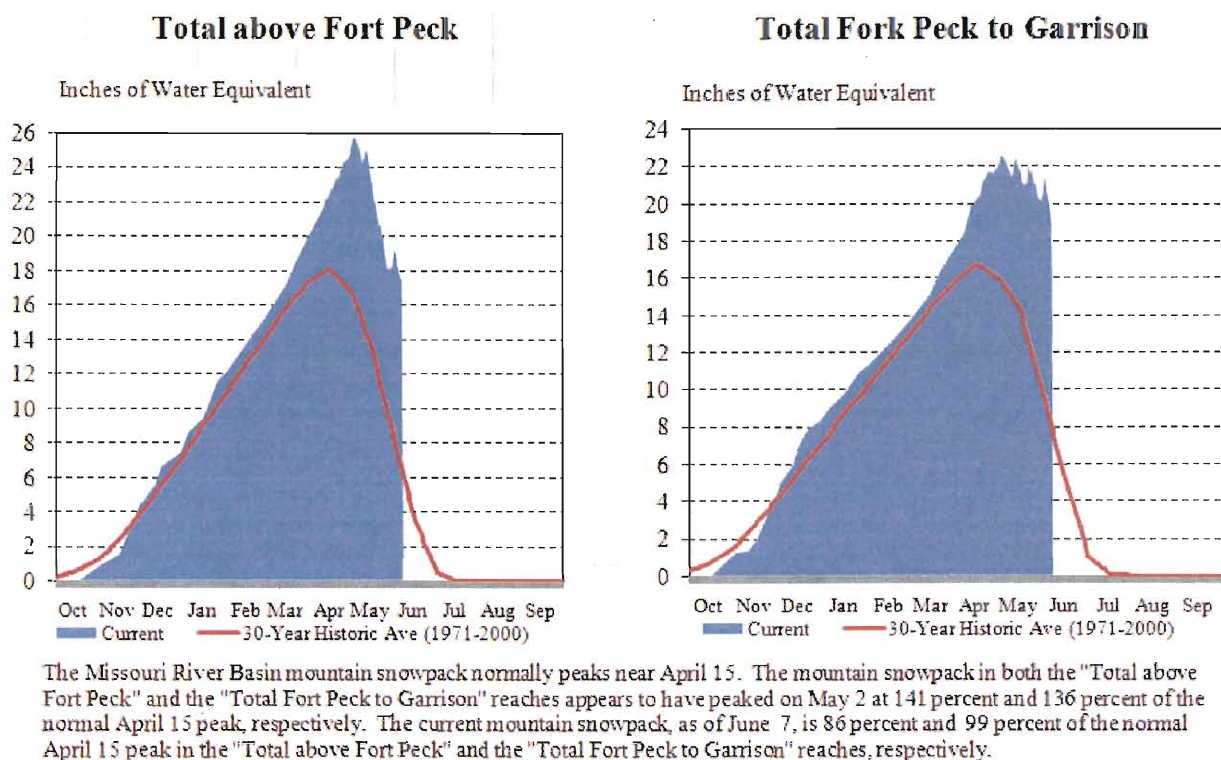 Total above Fort Peck
Inches of Water Equivalent
26
24
22
20
18
16
14
12
10
8
6
4
2
0
Oct Nov Dec Jan Feb Mar Apr May Jun Jul Aug Sep
Current 30-Year Historic Ave (1971-2000)
Total Fork Peck to Garrison
Inches of Water Equivalent
24
22
20
18
16
14
12
10
8
6
4
2
0
Oct Nov Dec Jan Feb Mar Apr May Jun Jul Aug Sep
Current 30-Year Historic Ave (1971-2000)
The Missouri River Basin mountain snowpack normally peaks near April 15. The mountain snowpack in both the "Total above
Fort Peck" and the "Total Fort Peck to Garrison" reaches appears to have peaked on May 2 at 141 percent and 136 percent of the
normal April 15 peak, respectively. The current mountain snowpack, as of June 7, is 86 percent and 99 percent of the normal
April 15 peak in the "Total above Fort Peck" and the "Total Fort Peck to Garrison" reaches, respectively.